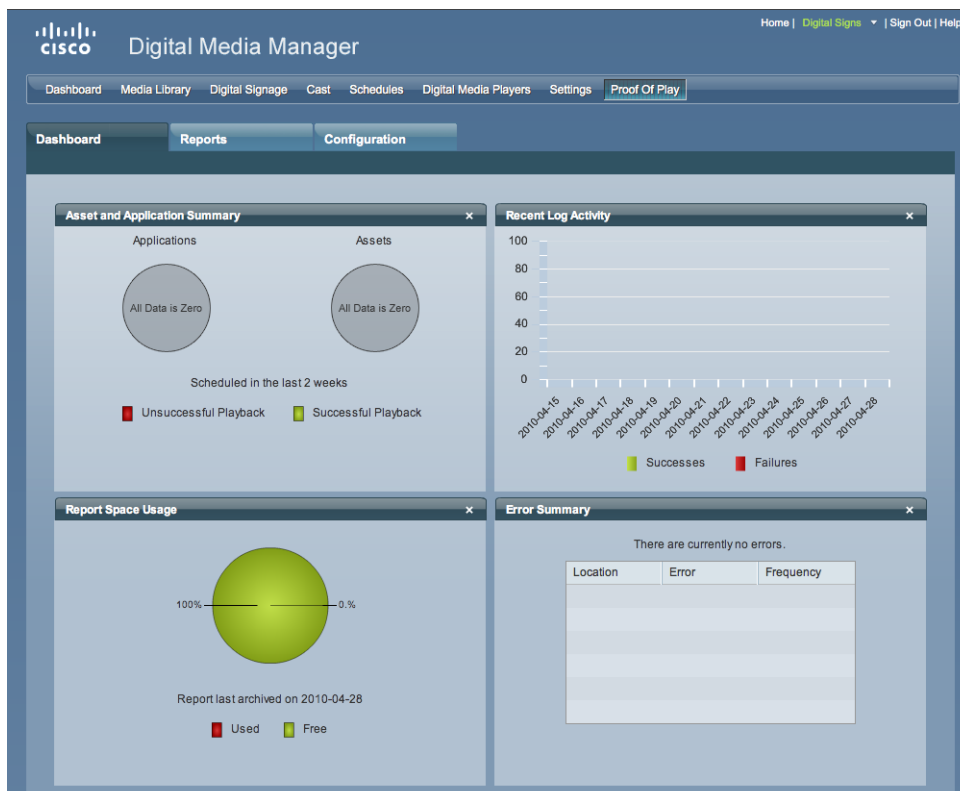 Home | Digital Signs | Sign Out | Help
cisco Digital Media Manager
Dashboard Media Library Digital Signage Cast Schedules Digital Media Players Settings Proof Of Play
Dashboard Reports Configuration
Asset and Application Summary x
Applications Assets
All Data is Zero All Data is Zero
Scheduled in the last 2 weeks
Unsuccessful Playback Successful Playback
Recent Log Activity x
100
80
60
40
20
0
2010-04-15 2010-04-16 2010-04-17 2010-04-18 2010-04-19 2010-04-20 2010-04-21 2010-04-22 2010-04-23 2010-04-24 2010-04-25 2010-04-26 2010-04-27 2010-04-28
Successes Failures
Report Space Usage x
100% 0.%
Report last archived on 2010-04-28
Used Free
Error Summary x
There are currently no errors.
Location Error Frequency